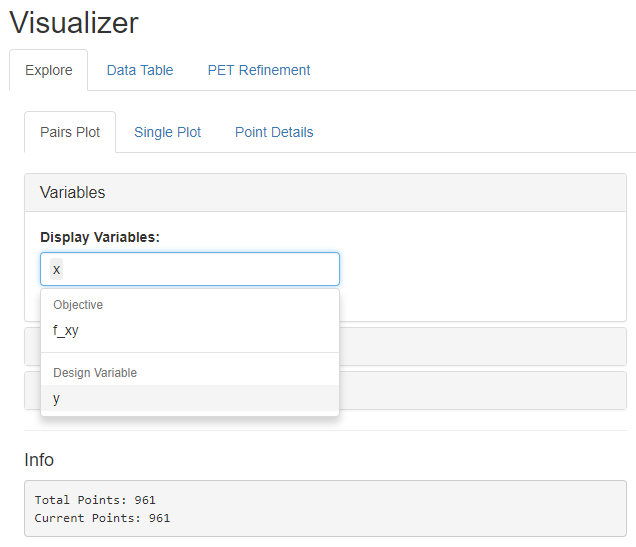 Visualizer
Explore Data Table PET Refinement
Pairs Plot Single Plot Point Details
Variables
Display Variables:
x
Objective
f_xy
Design Variable
y
Info
Total Points: 961
Current Points: 961